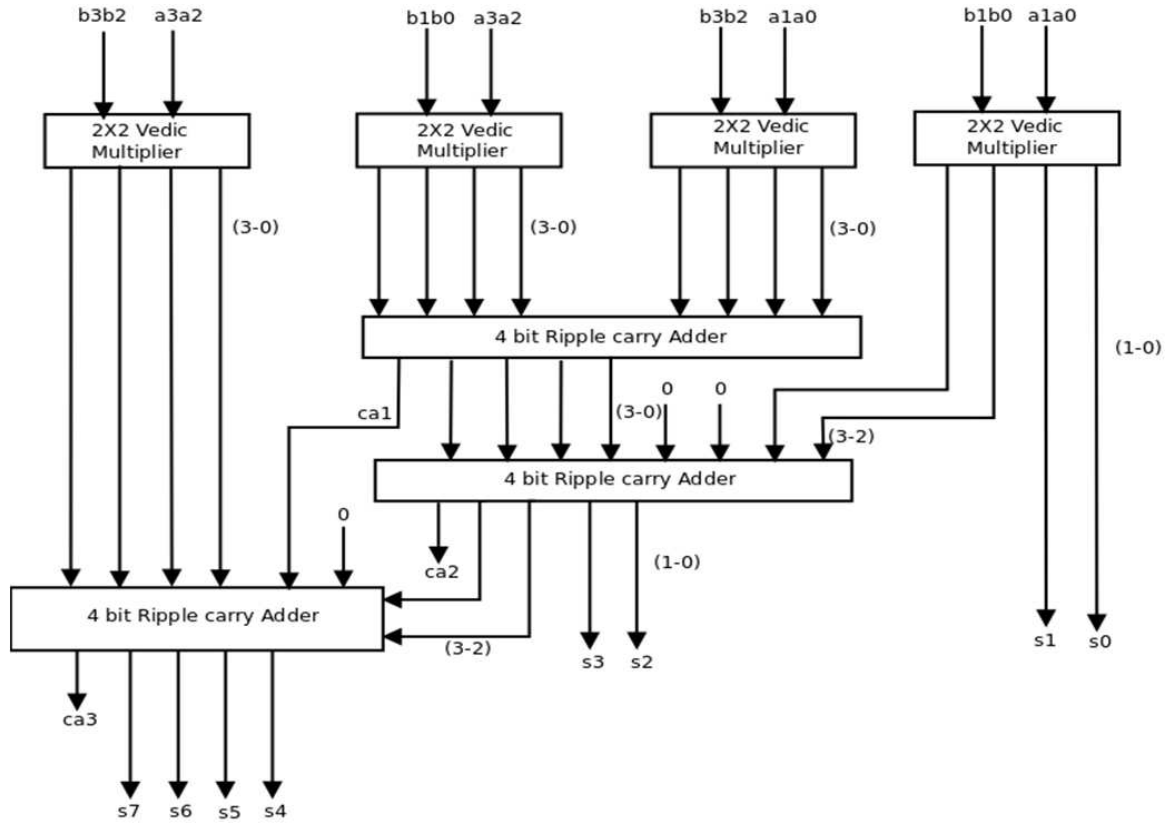 b3b2 a3a2 b1b0 a3a2 b3b2 a1a0 b1b0 a1a0
2X2 Vedic
Multiplier
2X2 Vedic
Multiplier
2X2 Vedic
Multiplier
2X2 Vedic
Multiplier
(3-0)
(3-0)
(3-0)
4 bit Ripple carry Adder
(1-0)
0 0
ca1
(3-0)
(3-2)
4 bit Ripple carry Adder
0
ca2
(1-0)
4 bit Ripple carry Adder
(3-2)
s3 s2
s1 s0
ca3
s7 s6 s5 s4